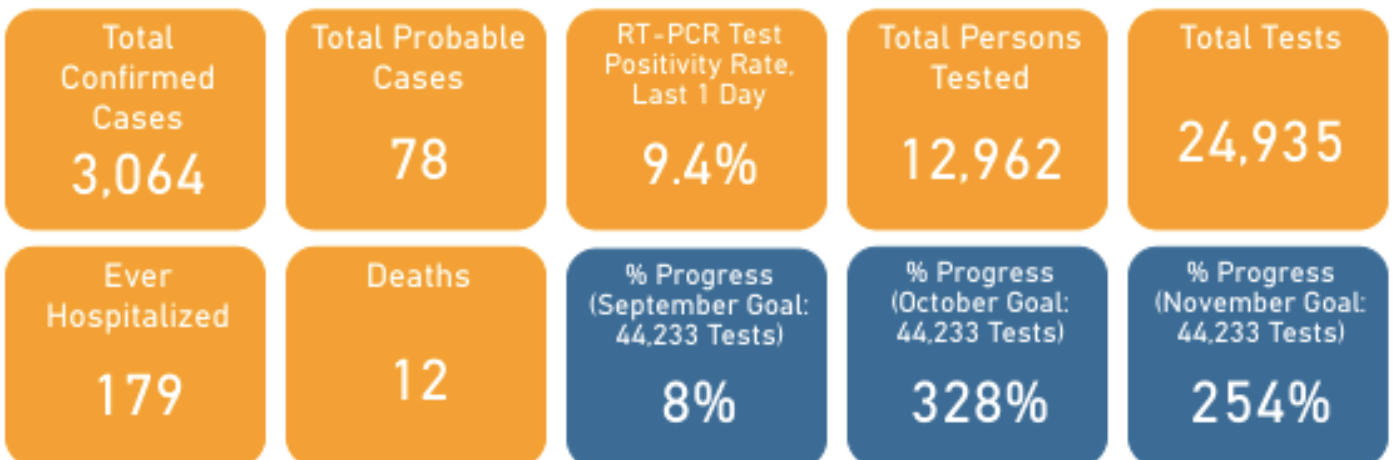 Total
Confirmed
Cases
3,064
Total Probable
Cases
78
RT-PCR Test
Positivity Rate,
Last 1 Day
9.4%
Total Persons
Tested
12,962
Total Tests
24,935
Ever
Hospitalized
179
Deaths
12
% Progress
(September Goal:
44,233 Tests)
8%
% Progress
(October Goal:
44,233 Tests)
328%
% Progress
(November Goal:
44,233 Tests)
254%